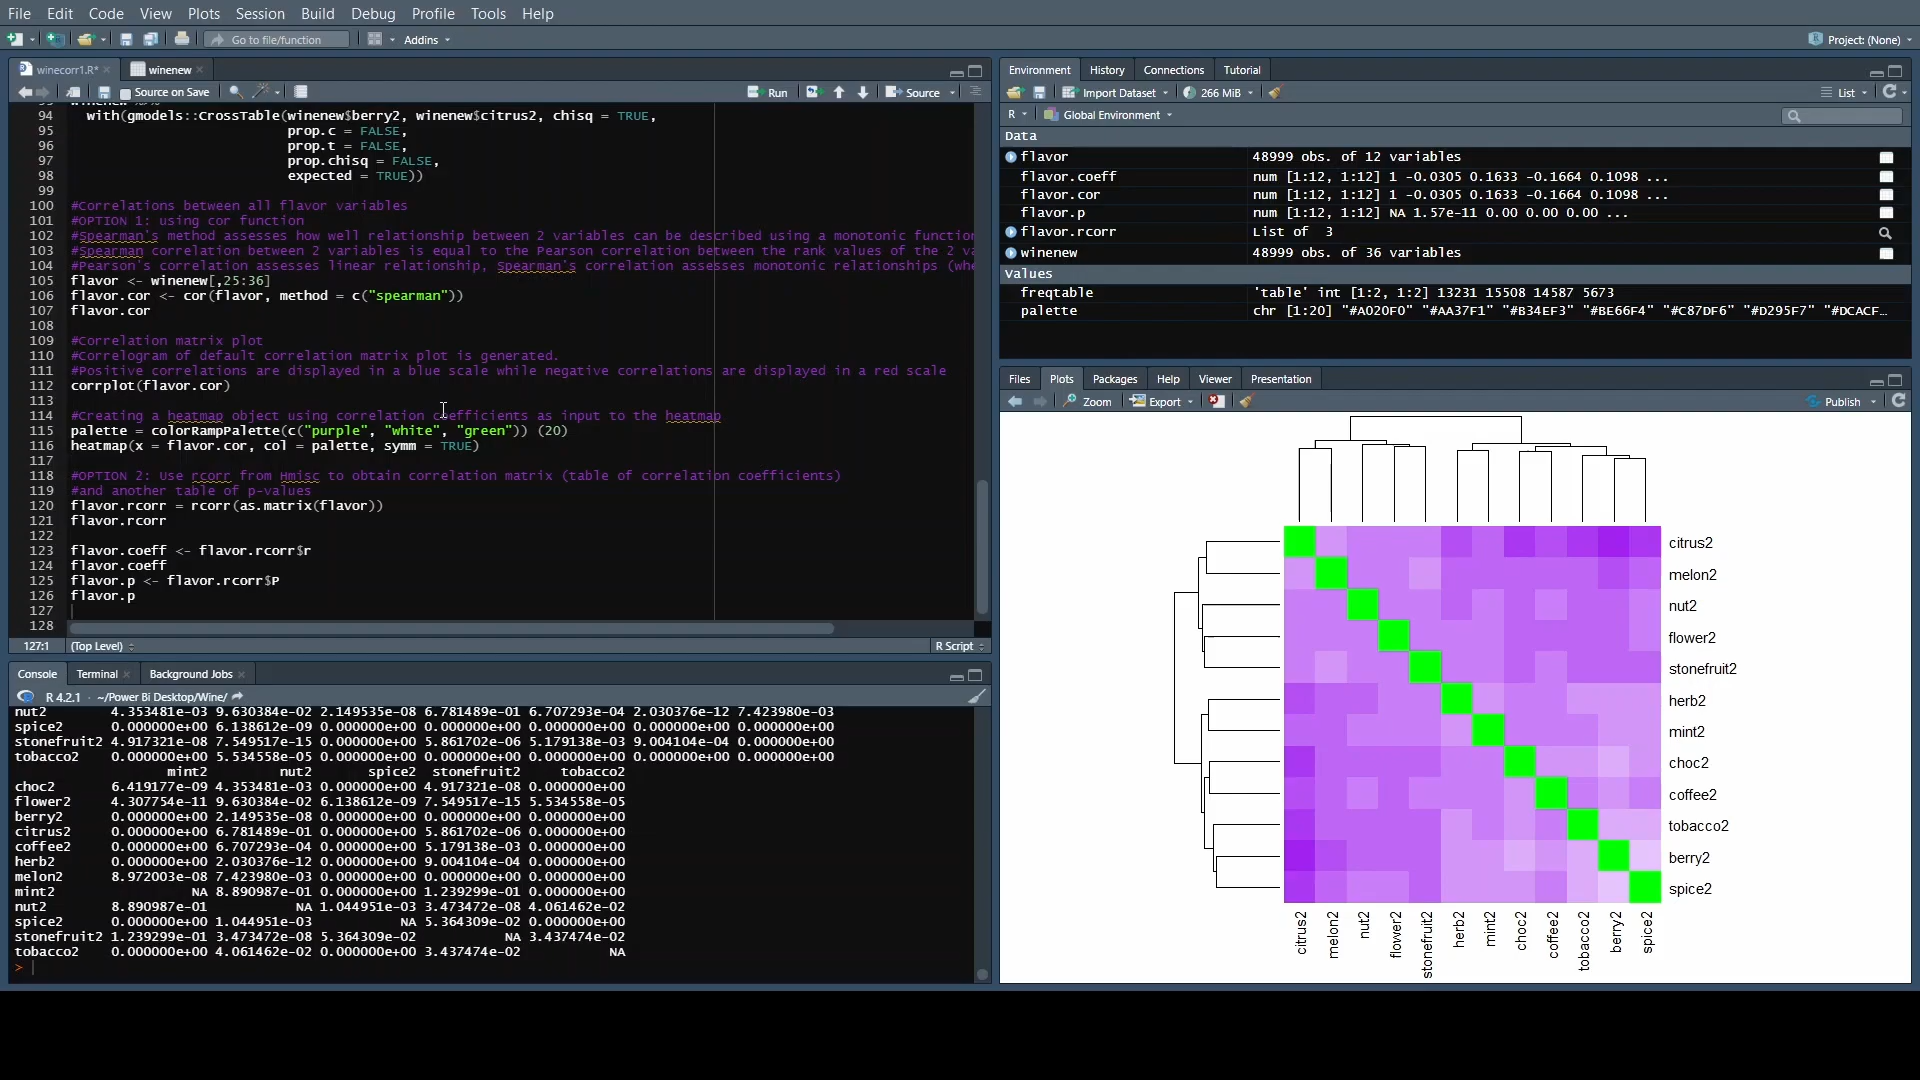 File Edit Code View Plots Session Build Debug Profile Tools Help
Go to file/function Addins Project: (None)
winecorr1.R* winenew
Source on Save Run Source
94 with(gmodels::CrossTable(winenew$berry2, winenew$citrus2, chisq = TRUE,
95 prop.c = FALSE,
96 prop.t = FALSE,
97 prop.chisq = FALSE,
98 expected = TRUE))
99
100 #Correlations between all flavor variables
101 #OPTION 1: using cor function
102 #Spearman's method assesses how well relationship between 2 variables can be described using a monotonic function
103 #Spearman correlation between 2 variables is equal to the Pearson correlation between the rank values of the 2 va
104 #Pearson's correlation assesses linear relationship, Spearman's correlation assesses monotonic relationships (whe
105 flavor <- winenew[,25:36]
106 flavor.cor <- cor(flavor, method = c("spearman"))
107 flavor.cor
108
109 #Correlation matrix plot
110 #Correlogram of default correlation matrix plot is generated.
111 #Positive correlations are displayed in a blue scale while negative correlations are displayed in a red scale
112 corrplot(flavor.cor)
113
114 #Creating a heatmap object using correlation coefficients as input to the heatmap
115 palette = colorRampPalette(c("purple", "white", "green")) (20)
116 heatmap(x = flavor.cor, col = palette, symm = TRUE)
117
118 #OPTION 2: Use rcorr from Hmisc to obtain correlation matrix (table of correlation coefficients)
119 #and another table of p-values
120 flavor.rcorr = rcorr(as.matrix(flavor))
121 flavor.rcorr
122
123 flavor.coeff <- flavor.rcorr$r
124 flavor.coeff
125 flavor.p <- flavor.rcorr$P
126 flavor.p
127
128
127:1 (Top Level) R Script
Console Terminal Background Jobs
R 4.2.1 · ~/Power Bi Desktop/Wine/
nut2 4.353481e-03 9.630384e-02 2.149535e-08 6.781489e-01 6.707293e-04 2.030376e-12 7.423980e-03
spice2 0.000000e+00 6.138612e-09 0.000000e+00 0.000000e+00 0.000000e+00 0.000000e+00 0.000000e+00
stonefruit2 4.917321e-08 7.549517e-15 0.000000e+00 5.861702e-06 5.179138e-03 9.004104e-04 0.000000e+00
tobacco2 0.000000e+00 5.534558e-05 0.000000e+00 0.000000e+00 0.000000e+00 0.000000e+00 0.000000e+00
mint2 nut2 spice2 stonefruit2 tobacco2
choc2 6.419177e-09 4.353481e-03 0.000000e+00 4.917321e-08 0.000000e+00
flower2 4.307754e-11 9.630384e-02 6.138612e-09 7.549517e-15 5.534558e-05
berry2 0.000000e+00 2.149535e-08 0.000000e+00 0.000000e+00 0.000000e+00
citrus2 0.000000e+00 6.781489e-01 0.000000e+00 5.861702e-06 0.000000e+00
coffee2 0.000000e+00 6.707293e-04 0.000000e+00 5.179138e-03 0.000000e+00
herb2 0.000000e+00 2.030376e-12 0.000000e+00 9.004104e-04 0.000000e+00
melon2 8.972003e-08 7.423980e-03 0.000000e+00 0.000000e+00 0.000000e+00
mint2 NA 8.890987e-01 0.000000e+00 1.239299e-01 0.000000e+00
nut2 8.890987e-01 NA 1.044951e-03 3.473472e-08 4.061462e-02
spice2 0.000000e+00 1.044951e-03 NA 5.364309e-02 0.000000e+00
stonefruit2 1.239299e-01 3.473472e-08 5.364309e-02 NA 3.437474e-02
tobacco2 0.000000e+00 4.061462e-02 0.000000e+00 3.437474e-02 NA
>
Environment History Connections Tutorial
Import Dataset 266 MiB List
R Global Environment
Data
flavor 48999 obs. of 12 variables
flavor.coeff num [1:12, 1:12] 1 -0.0305 0.1633 -0.1664 0.1098 ...
flavor.cor num [1:12, 1:12] 1 -0.0305 0.1633 -0.1664 0.1098 ...
flavor.p num [1:12, 1:12] NA 1.57e-11 0.00 0.00 0.00 ...
flavor.rcorr List of 3
winenew 48999 obs. of 36 variables
Values
freqtable 'table' int [1:2, 1:2] 13231 15508 14587 5673
palette chr [1:20] "#A020F0" "#AA37F1" "#B34EF3" "#BE66F4" "#C87DF6" "#D295F7" "#DCACF…
Files Plots Packages Help Viewer Presentation
Zoom Export Publish
citrus2
melon2
nut2
flower2
stonefruit2
herb2
mint2
choc2
coffee2
tobacco2
berry2
spice2
citrus2 melon2 nut2 flower2 stonefruit2 herb2 mint2 choc2 coffee2 tobacco2 berry2 spice2